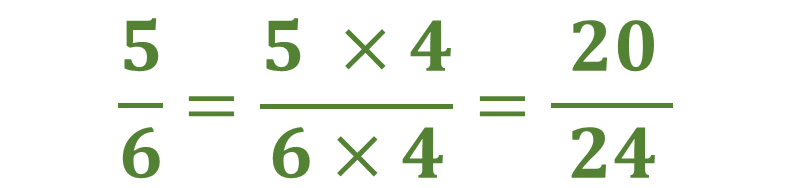 5/6 = (5 × 4)/(6 × 4) = 20/24